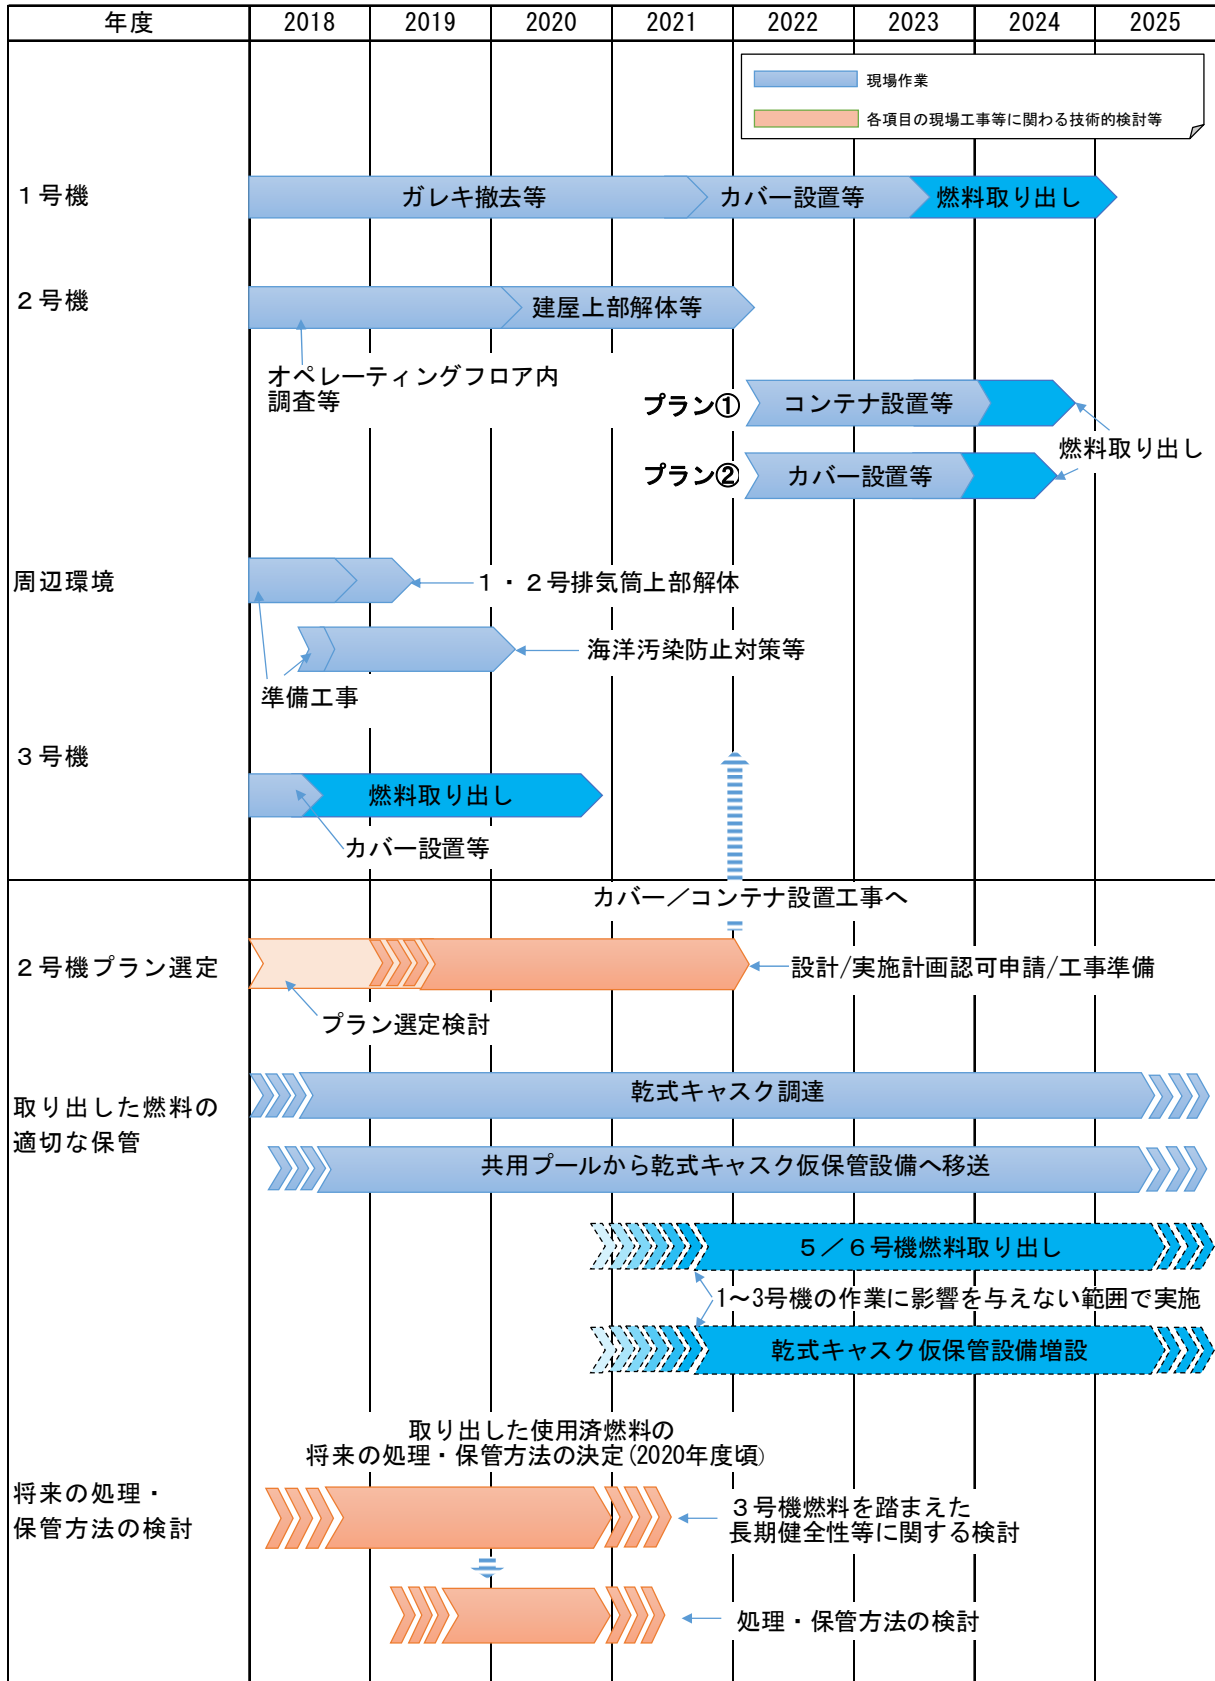 年度 2018 2019 2020 2021 2022 2023 2024 2025
現場作業
各項目の現場工事等に関わる技術的検討等
１号機
ガレキ撤去等
カバー設置等
燃料取り出し
２号機
建屋上部解体等
オペレーティングフロア内
調査等
プラン①
コンテナ設置等
燃料取り出し
プラン②
カバー設置等
周辺環境
１・２号排気筒上部解体
海洋汚染防止対策等
準備工事
３号機
燃料取り出し
カバー設置等
カバー／コンテナ設置工事へ
２号機プラン選定
設計/実施計画認可申請/工事準備
プラン選定検討
取り出した燃料の
適切な保管
乾式キャスク調達
共用プールから乾式キャスク仮保管設備へ移送
５／６号機燃料取り出し
1～3号機の作業に影響を与えない範囲で実施
乾式キャスク仮保管設備増設
取り出した使用済燃料の
将来の処理・保管方法の決定(2020年度頃)
将来の処理・
保管方法の検討
３号機燃料を踏まえた
長期健全性等に関する検討
処理・保管方法の検討